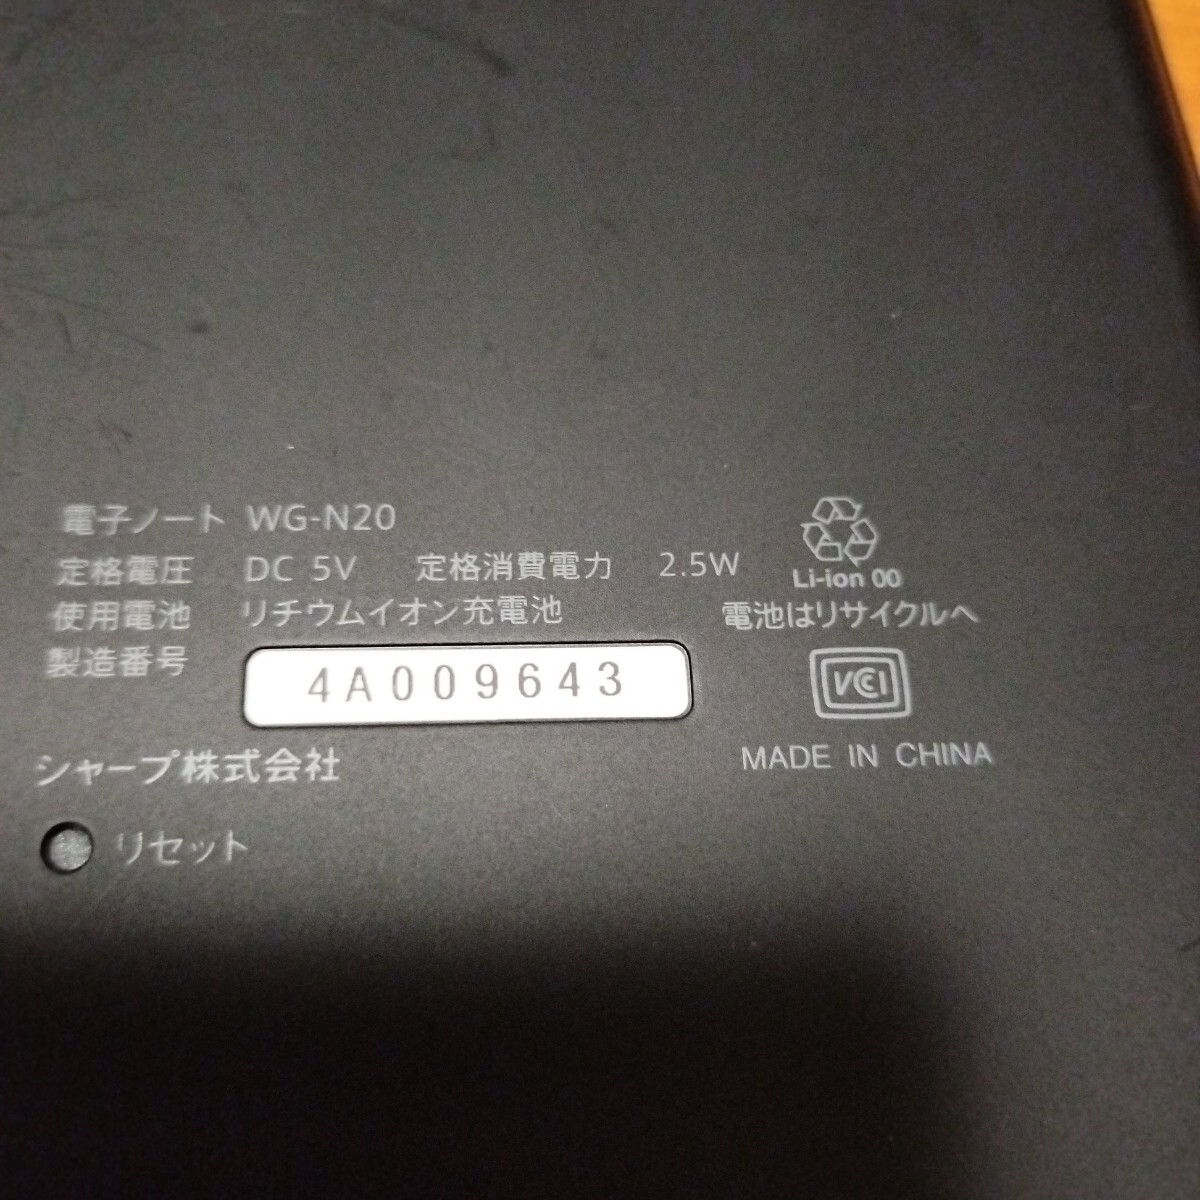 電子ノート WG-N20
定格電圧 DC 5V 定格消費電力 2.5W
使用電池 リチウムイオン充電池
製造番号 4A009643
シャープ株式会社
リセット
Li-ion 00
電池はリサイクルへ
VCCI
MADE IN CHINA